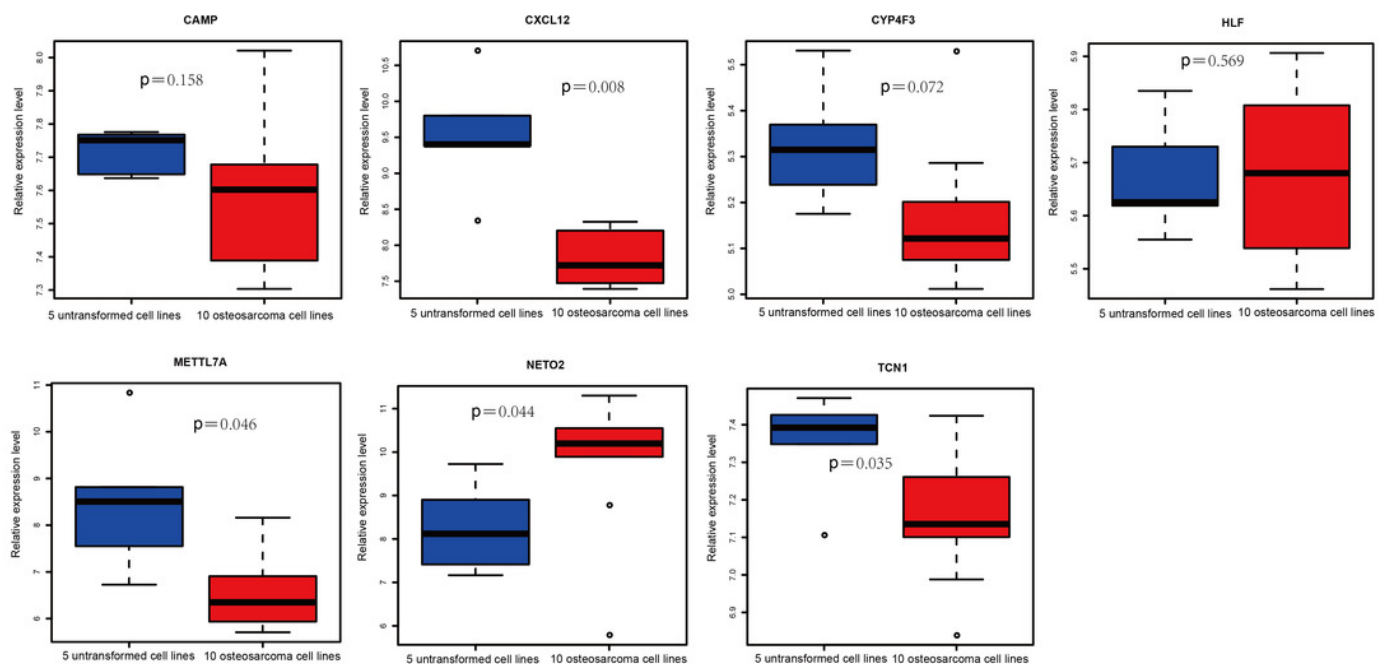 CAMP
Relative expression level
8.0
7.9
7.8
7.7
7.6
7.5
7.4
7.3
p=0.158
5 untransformed cell lines
10 osteosarcoma cell lines
CXCL12
Relative expression level
10.5
10.0
9.5
9.0
8.5
8.0
7.5
p=0.008
5 untransformed cell lines
10 osteosarcoma cell lines
CYP4F3
Relative expression level
5.5
5.4
5.3
5.2
5.1
5.0
p=0.072
5 untransformed cell lines
10 osteosarcoma cell lines
HLF
Relative expression level
5.9
5.8
5.7
5.6
5.5
p=0.569
5 untransformed cell lines
10 osteosarcoma cell lines
METTL7A
Relative expression level
11
10
9
8
7
6
p=0.046
5 untransformed cell lines
10 osteosarcoma cell lines
NETO2
Relative expression level
11
10
9
8
7
6
p=0.044
5 untransformed cell lines
10 osteosarcoma cell lines
TCN1
Relative expression level
7.4
7.3
7.2
7.1
7.0
6.9
p=0.035
5 untransformed cell lines
10 osteosarcoma cell lines